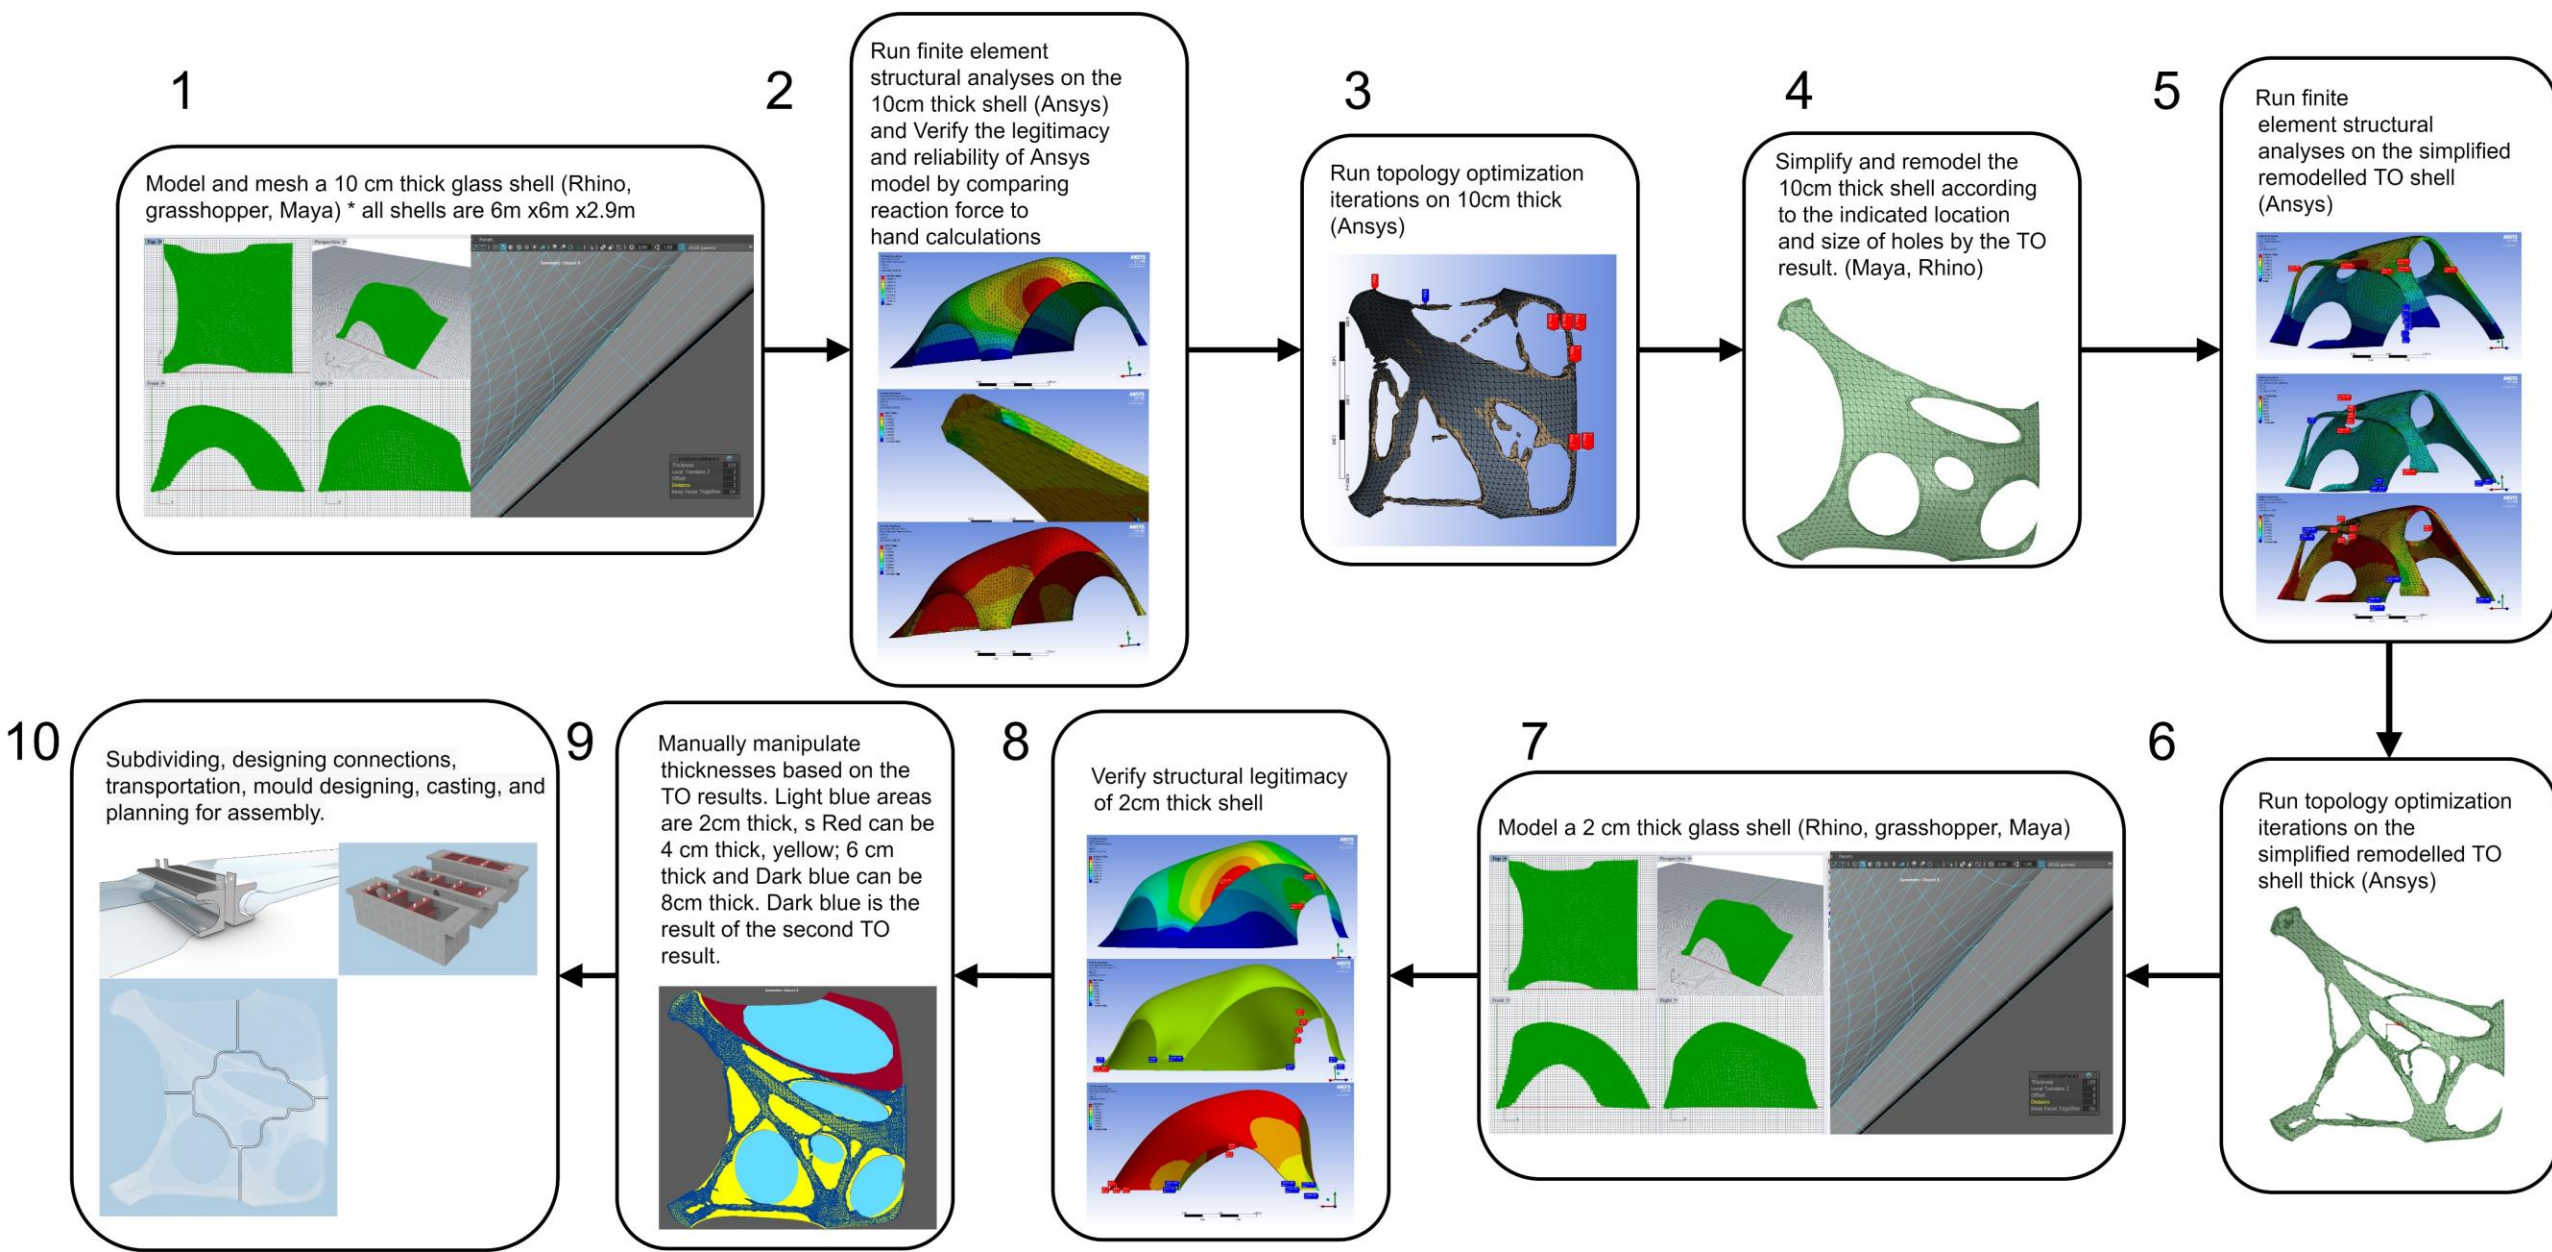 1
Model and mesh a 10 cm thick glass shell (Rhino,
grasshopper, Maya) * all shells are 6m x6m x2.9m
2
Run finite element
structural analyses on the
10cm thick shell (Ansys)
and Verify the legitimacy
and reliability of Ansys
model by comparing
reaction force to
hand calculations
3
Run topology optimization
iterations on 10cm thick
(Ansys)
4
Simplify and remodel the
10cm thick shell according
to the indicated location
and size of holes by the TO
result. (Maya, Rhino)
5
Run finite
element structural
analyses on the simplified
remodelled TO shell
(Ansys)
6
Run topology optimization
iterations on the
simplified remodelled TO
shell thick (Ansys)
7
Model a 2 cm thick glass shell (Rhino, grasshopper, Maya)
8
Verify structural legitimacy
of 2cm thick shell
9
Manually manipulate
thicknesses based on the
TO results. Light blue areas
are 2cm thick, s Red can be
4 cm thick, yellow; 6 cm
thick and Dark blue can be
8cm thick. Dark blue is the
result of the second TO
result.
10
Subdividing, designing connections,
transportation, mould designing, casting, and
planning for assembly.